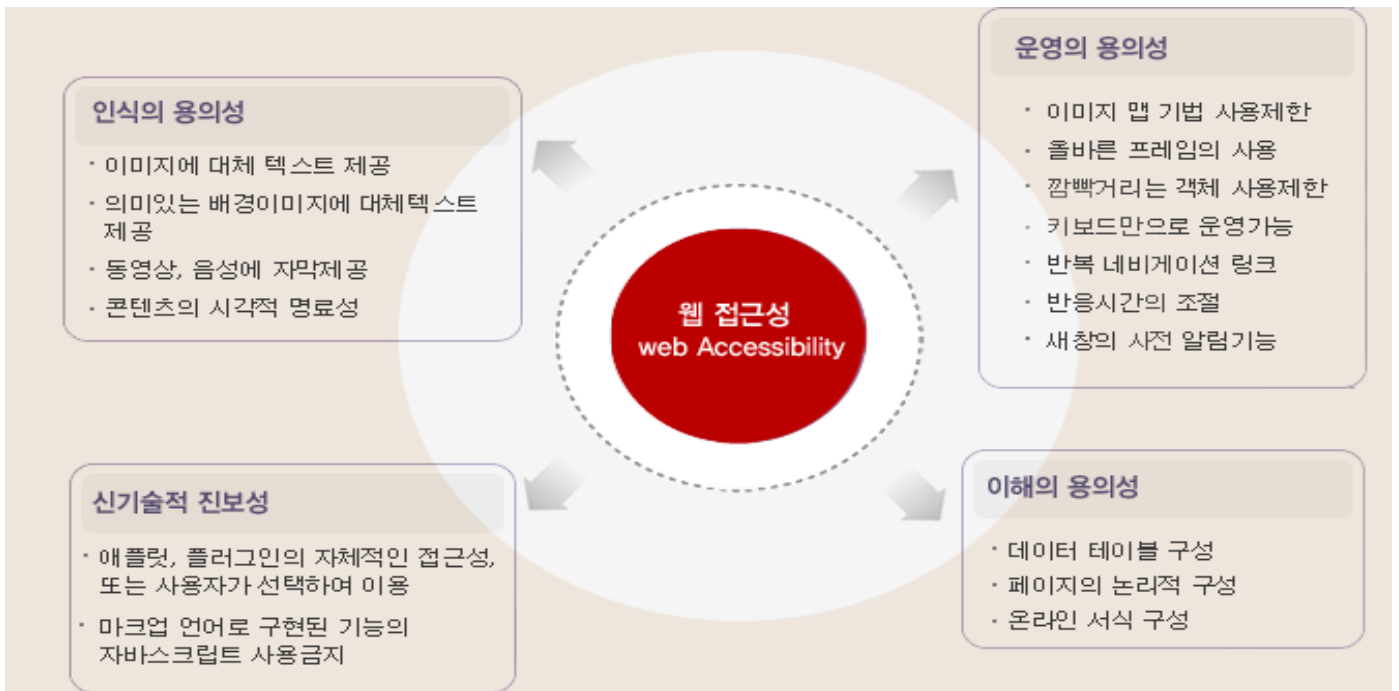 인식의 용의성
· 이미지에 대체 텍스트 제공
· 의미있는 배경이미지에 대체텍스트
제공
· 동영상, 음성에 자막제공
· 콘텐츠의 시각적 명료성
운영의 용의성
· 이미지 맵 기법 사용제한
· 올바른 프레임의 사용
· 깜빡거리는 객체 사용제한
· 키보드만으로 운영가능
· 반복 네비게이션 링크
· 반응시간의 조절
· 새창의 사전 알림기능
웹 접근성
web Accessibility
신기술적 진보성
· 애플릿, 플러그인의 자체적인 접근성,
또는 사용자가 선택하여 이용
· 마크업 언어로 구현된 기능의
자바스크립트 사용금지
이해의 용의성
· 데이터 테이블 구성
· 페이지의 논리적 구성
· 온라인 서식 구성